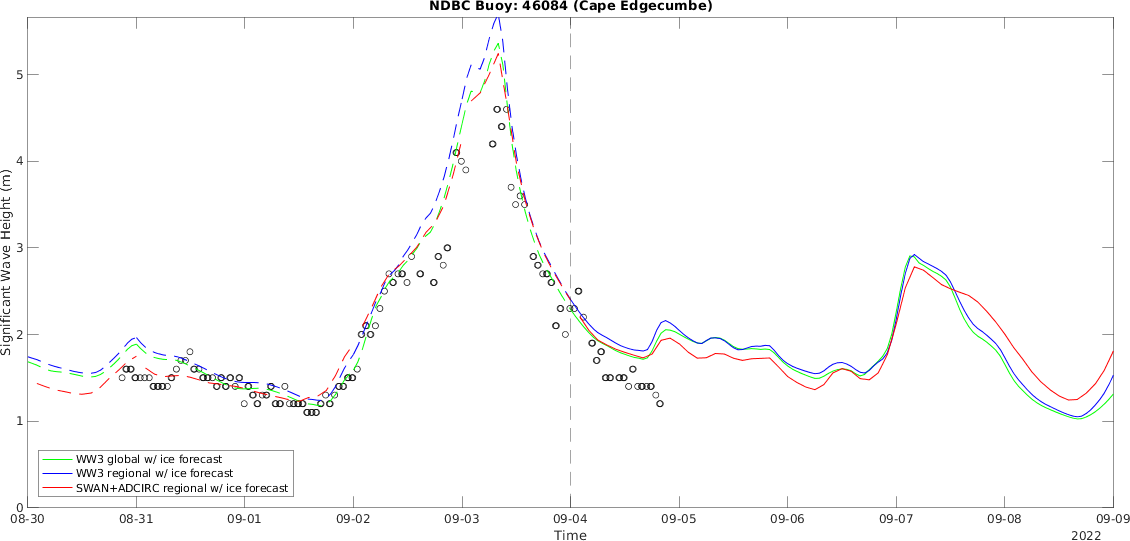 NDBC Buoy: 46084 (Cape Edgecumbe)
Significant Wave Height (m)
5
4
3
2
1
0
WW3 global w/ ice forecast
WW3 regional w/ ice forecast
SWAN+ADCIRC regional w/ ice forecast
08-30 08-31 09-01 09-02 09-03 09-04 09-05 09-06 09-07 09-08 09-09
Time
2022